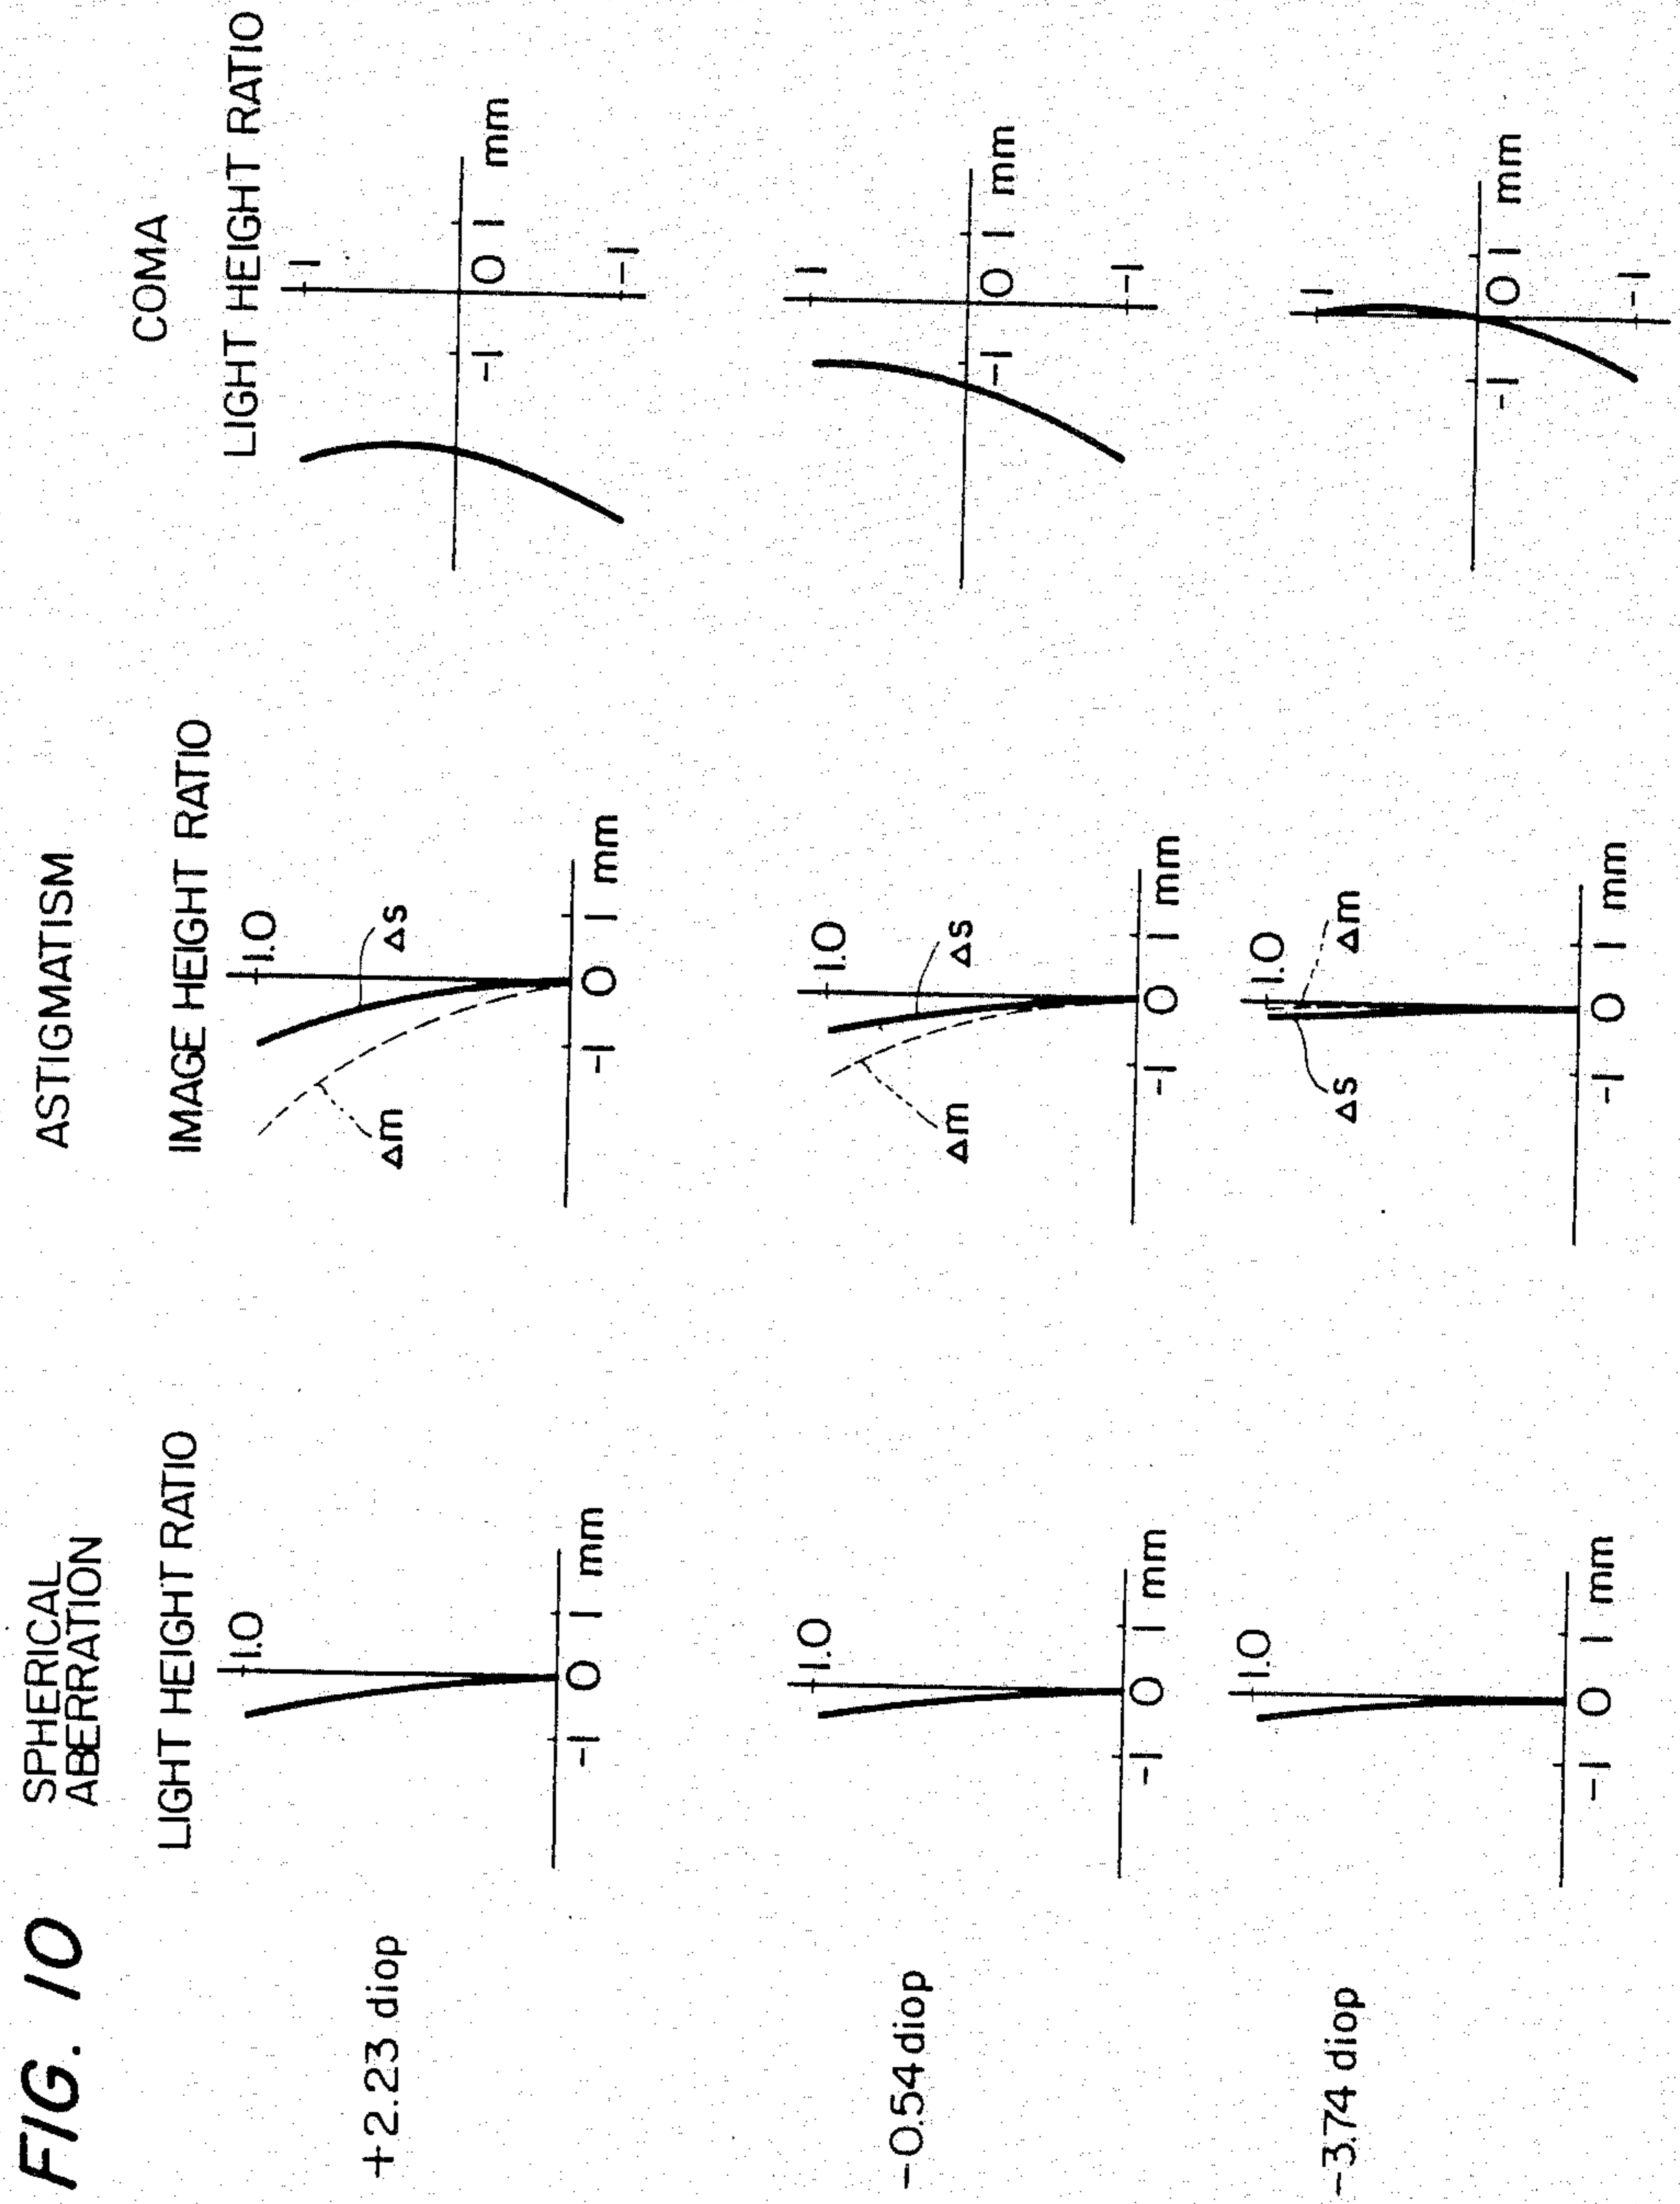 FIG. 10
SPHERICAL
ABERRATION
ASTIGMATISM
COMA
LIGHT HEIGHT RATIO
IMAGE HEIGHT RATIO
LIGHT HEIGHT RATIO
+2.23 diop
1.0
-1 0 1 mm
1.0
Δs
Δm
-1 0 1 mm
1
-1 0 1 mm
-1
-0.54 diop
1.0
-1 0 1 mm
1.0
Δs
Δm
-1 0 1 mm
1
-1 0 1 mm
-1
-3.74 diop
1.0
-1 0 1 mm
1.0
Δs
Δm
-1 0 1 mm
1
-1 0 1 mm
-1